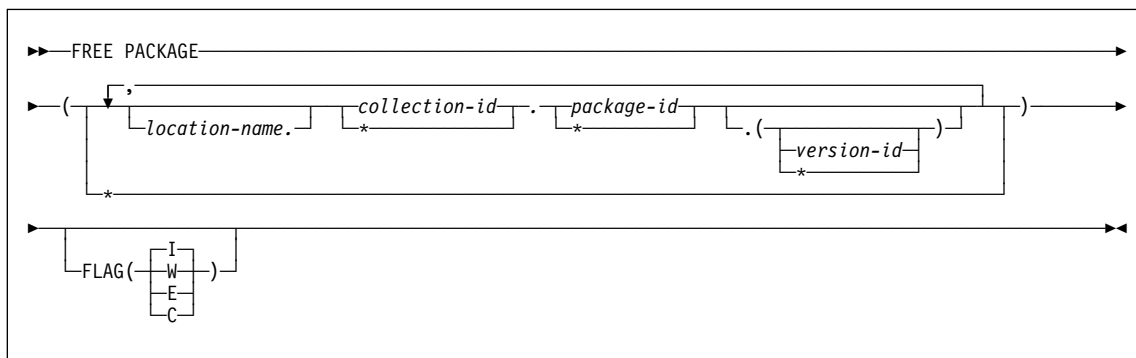 FREE PACKAGE
,
( location-name. collection-id . package-id .( version-id ) )
* * *
*
FLAG( I )
W
E
C